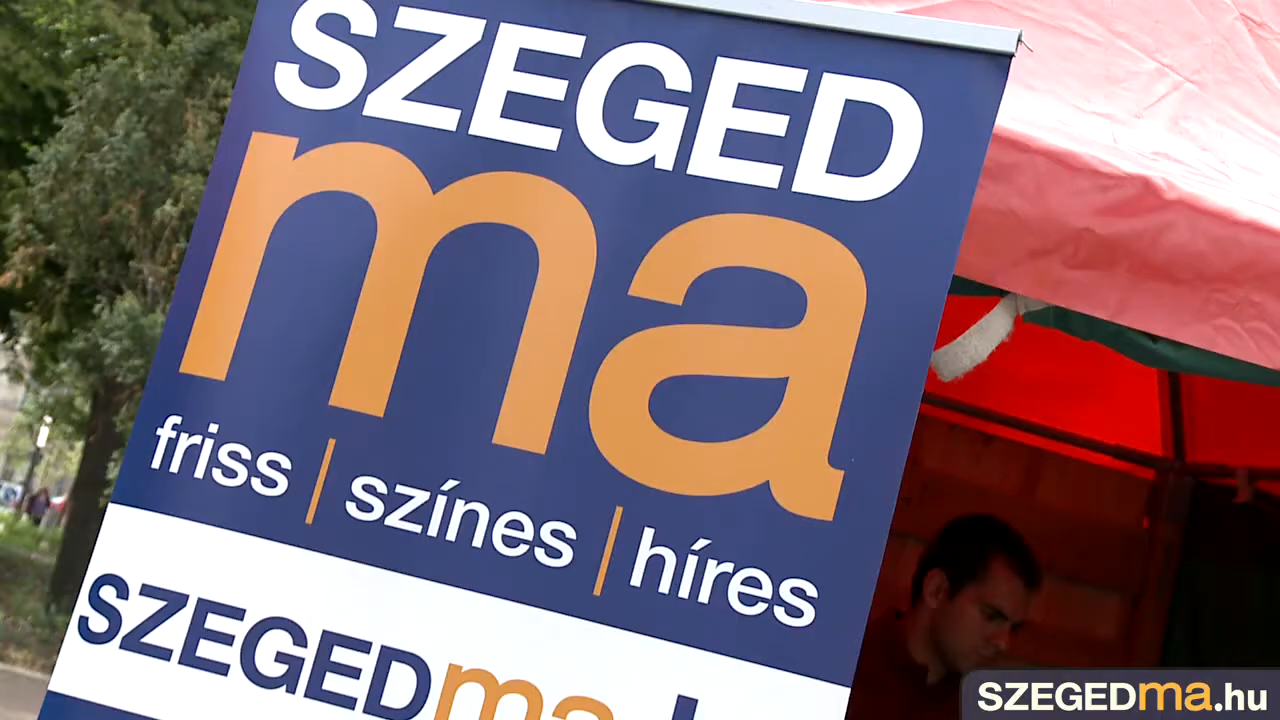 SZEGED
ma
friss | színes | híres
SZEGEDma
SZEGEDma.hu